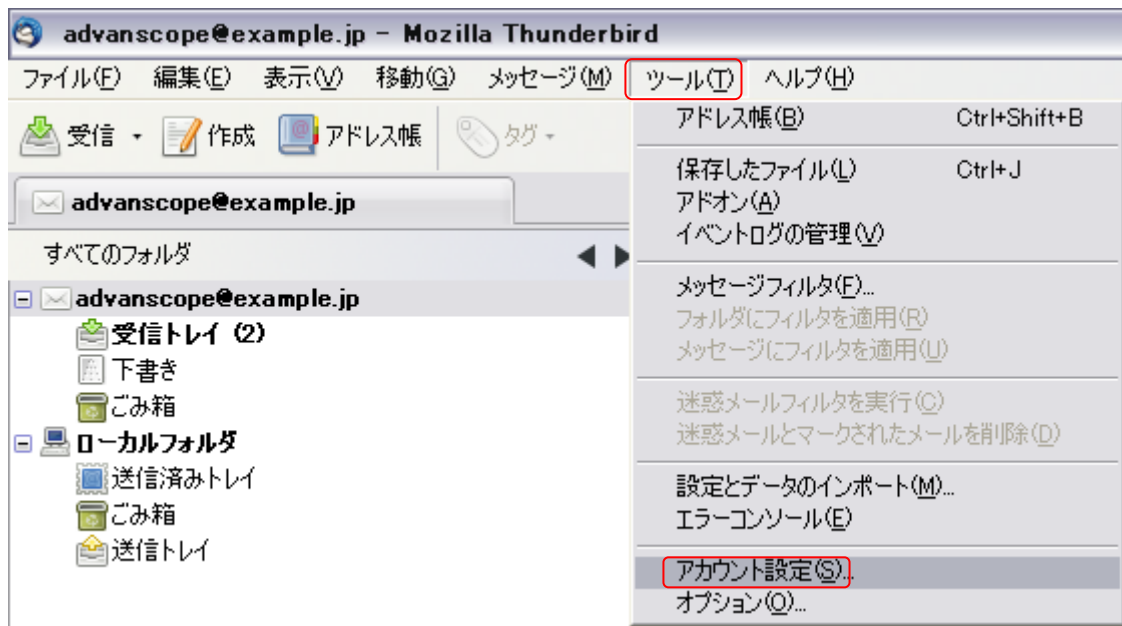 advanscope@example.jp - Mozilla Thunderbird
ファイル(F) 編集(E) 表示(V) 移動(G) メッセージ(M) ツール(T) ヘルプ(H)
受信 作成 アドレス帳 タグ
advanscope@example.jp
すべてのフォルダ
advanscope@example.jp
受信トレイ (2)
下書き
ごみ箱
ローカルフォルダ
送信済みトレイ
ごみ箱
送信トレイ
アドレス帳(B) Ctrl+Shift+B
保存したファイル(L) Ctrl+J
アドオン(A)
イベントログの管理(V)
メッセージフィルタ(F)...
フォルダにフィルタを適用(R)
メッセージにフィルタを適用(U)
迷惑メールフィルタを実行(C)
迷惑メールとマークされたメールを削除(D)
設定とデータのインポート(M)...
エラーコンソール(E)
アカウント設定(S)...
オプション(O)...